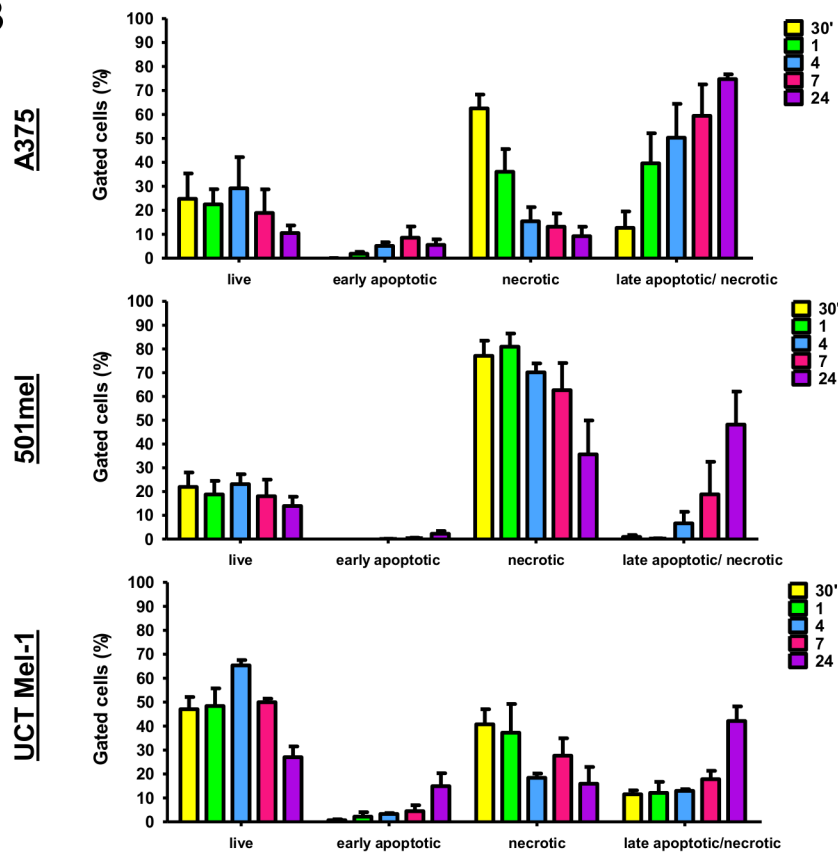 A375
Gated cells (%)
100
90
80
70
60
50
40
30
20
10
0
live
early apoptotic
necrotic
late apoptotic/ necrotic
30'
1
4
7
24
501mel
Gated cells (%)
100
90
80
70
60
50
40
30
20
10
0
live
early apoptotic
necrotic
late apoptotic/ necrotic
30'
1
4
7
24
UCT Mel-1
Gated cells (%)
100
90
80
70
60
50
40
30
20
10
0
live
early apoptotic
necrotic
late apoptotic/necrotic
30'
1
4
7
24